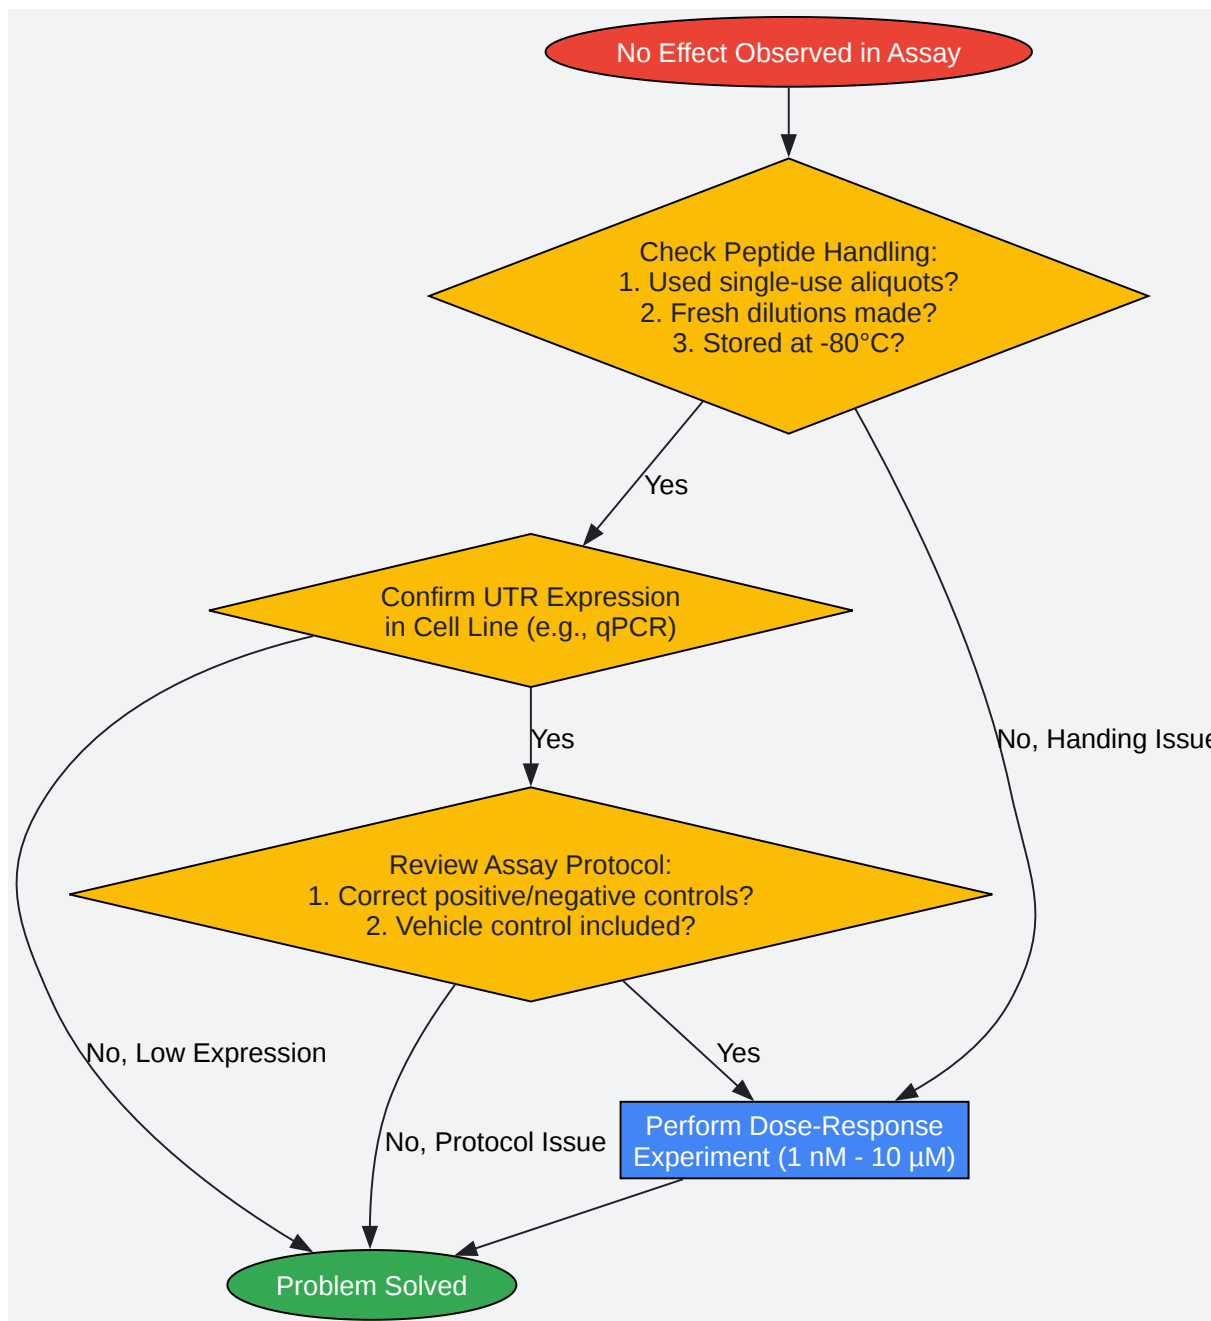 No Effect Observed in Assay
Check Peptide Handling:
1. Used single-use aliquots?
2. Fresh dilutions made?
3. Stored at -80°C?
Yes
Confirm UTR Expression
in Cell Line (e.g., qPCR)
Yes
No, Handing Issue
Review Assay Protocol:
1. Correct positive/negative controls?
2. Vehicle control included?
No, Low Expression
Yes
Perform Dose-Response
Experiment (1 nM - 10 µM)
No, Protocol Issue
Problem Solved